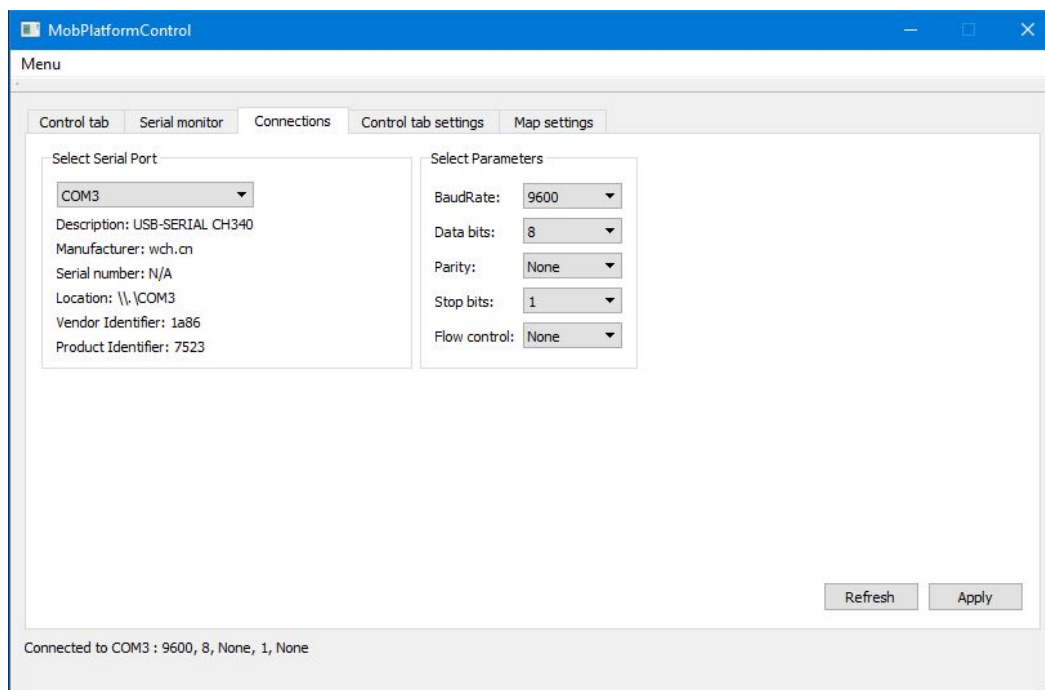 MobPlatformControl
Menu
Control tab Serial monitor Connections Control tab settings Map settings
Select Serial Port
COM3
Description: USB-SERIAL CH340
Manufacturer: wch.cn
Serial number: N/A
Location: \\.\COM3
Vendor Identifier: 1a86
Product Identifier: 7523
Select Parameters
BaudRate: 9600
Data bits: 8
Parity: None
Stop bits: 1
Flow control: None
Refresh Apply
Connected to COM3 : 9600, 8, None, 1, None